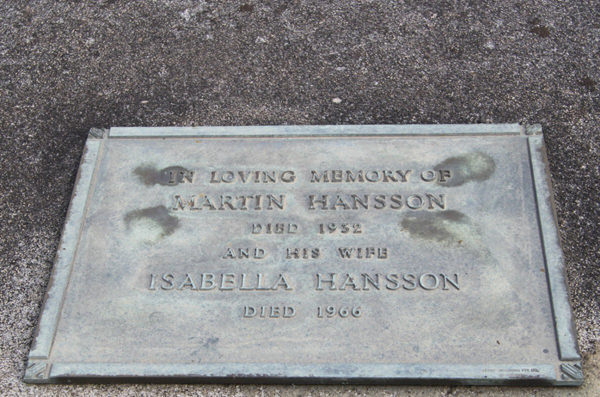 IN LOVING MEMORY OF
MARTIN HANSSON
DIED 1952
AND HIS WIFE
ISABELLA HANSSON
DIED 1966